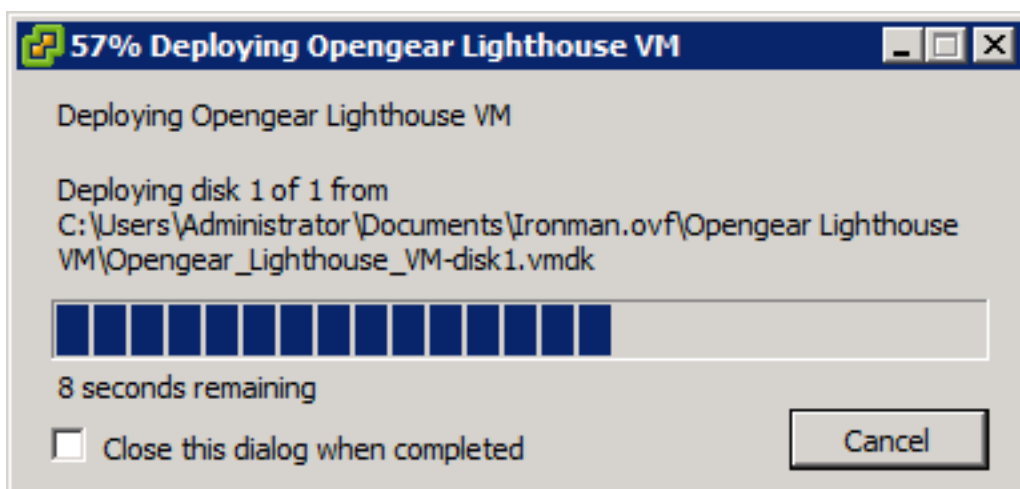 57% Deploying Opengear Lighthouse VM
Deploying Opengear Lighthouse VM
Deploying disk 1 of 1 from
C:\Users\Administrator\Documents\Ironman.ovf\Opengear Lighthouse
VM\Opengear_Lighthouse_VM-disk1.vmdk
8 seconds remaining
Close this dialog when completed
Cancel